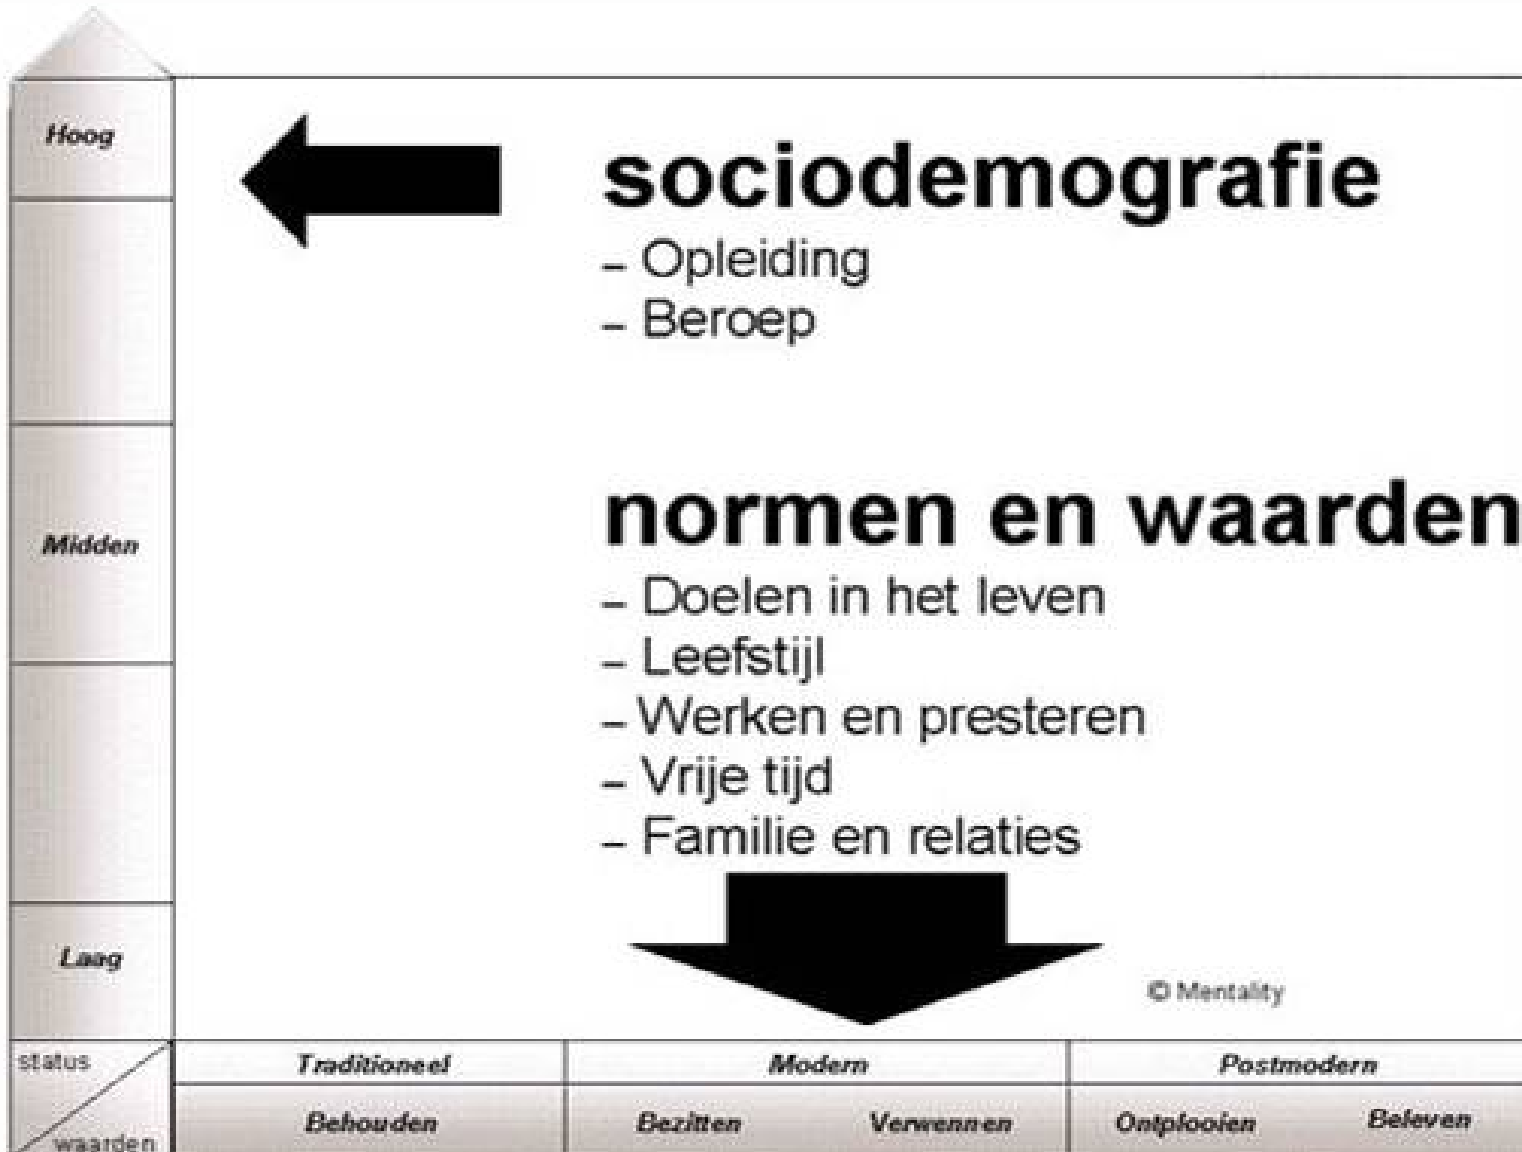 Hoog
sociodemografie
– Opleiding
– Beroep
normen en waarden
Midden
– Doelen in het leven
– Leefstijl
– Werken en presteren
– Vrije tijd
– Familie en relaties
Laag
© Mentality
status
Traditioneel Modern Postmodern
Behouden Bezitten Verwennen Ontplooien Beleven
waarden